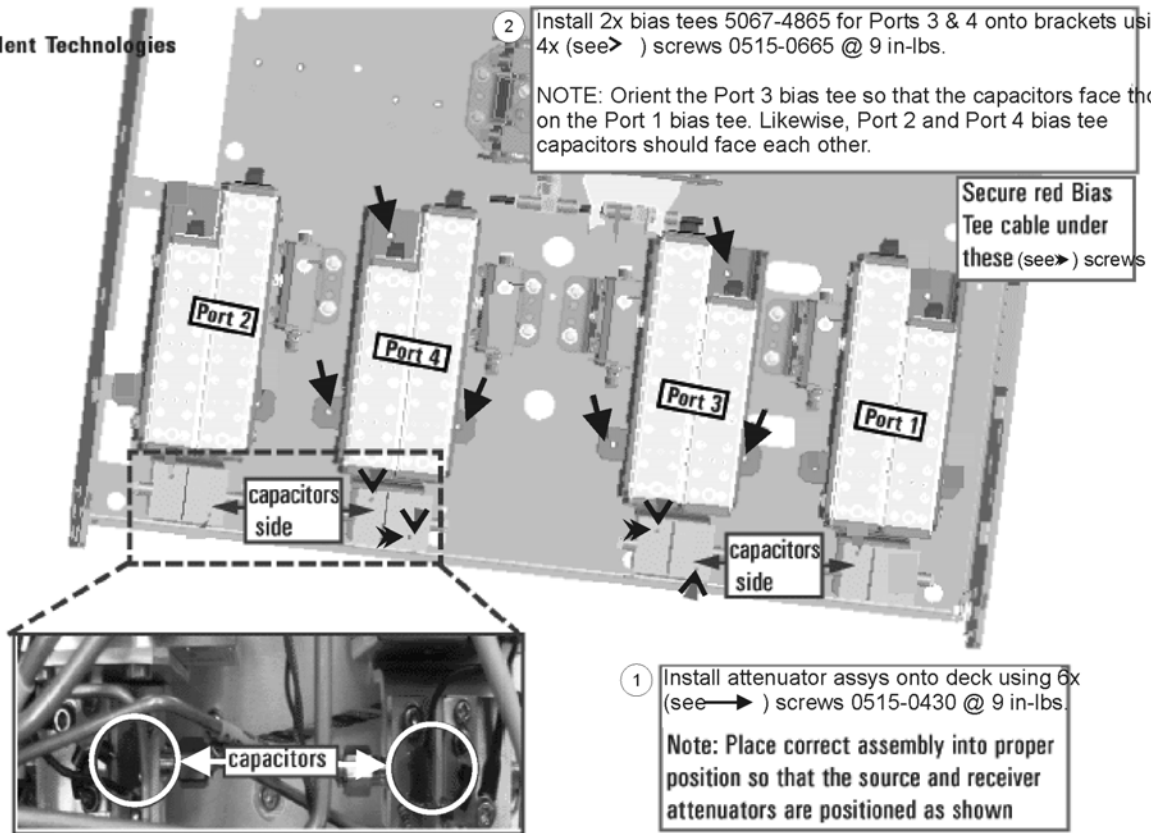 lent Technologies
2 Install 2x bias tees 5067-4865 for Ports 3 & 4 onto brackets usi
4x (see ) screws 0515-0665 @ 9 in-lbs.
NOTE: Orient the Port 3 bias tee so that the capacitors face tho
on the Port 1 bias tee. Likewise, Port 2 and Port 4 bias tee
capacitors should face each other.
Secure red Bias
Tee cable under
these (see ) screws
Port 2
Port 4
Port 3
Port 1
capacitors
side
capacitors
side
capacitors
1 Install attenuator assys onto deck using 6x
(see ) screws 0515-0430 @ 9 in-lbs.
Note: Place correct assembly into proper
position so that the source and receiver
attenuators are positioned as shown